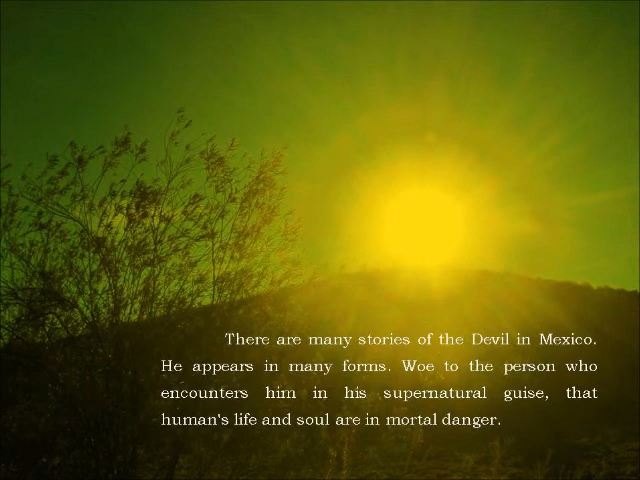 There are many stories of the Devil in Mexico.
He appears in many forms. Woe to the person who
encounters him in his supernatural guise, that
human's life and soul are in mortal danger.